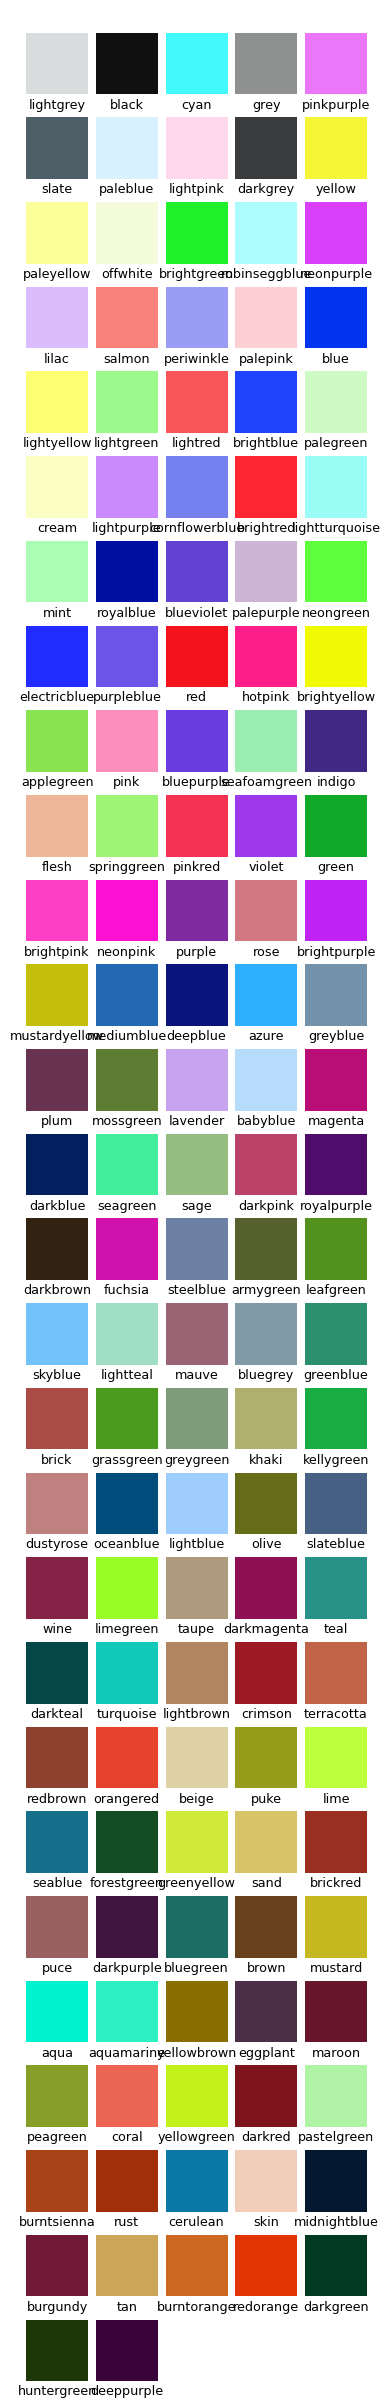 lightgrey black cyan grey pinkpurple
slate paleblue lightpink darkgrey yellow
paleyellow offwhite brightgreen robinseggblue neonpurple
lilac salmon periwinkle palepink blue
lightyellow lightgreen lightred brightblue palegreen
cream lightpurple cornflowerblue brightred lightturquoise
mint royalblue blueviolet palepurple neongreen
electricblue purpleblue red hotpink brightyellow
applegreen pink bluepurple seafoamgreen indigo
flesh springgreen pinkred violet green
brightpink neonpink purple rose brightpurple
mustardyellow mediumblue deepblue azure greyblue
plum mossgreen lavender babyblue magenta
darkblue seagreen sage darkpink royalpurple
darkbrown fuchsia steelblue armygreen leafgreen
skyblue lightteal mauve bluegrey greenblue
brick grassgreen greygreen khaki kellygreen
dustyrose oceanblue lightblue olive slateblue
wine limegreen taupe darkmagenta teal
darkteal turquoise lightbrown crimson terracotta
redbrown orangered beige puke lime
seablue forestgreen greenyellow sand brickred
puce darkpurple bluegreen brown mustard
aqua aquamarine yellowbrown eggplant maroon
peagreen coral yellowgreen darkred pastelgreen
burntsienna rust cerulean skin midnightblue
burgundy tan burntorange redorange darkgreen
huntergreen deeppurple